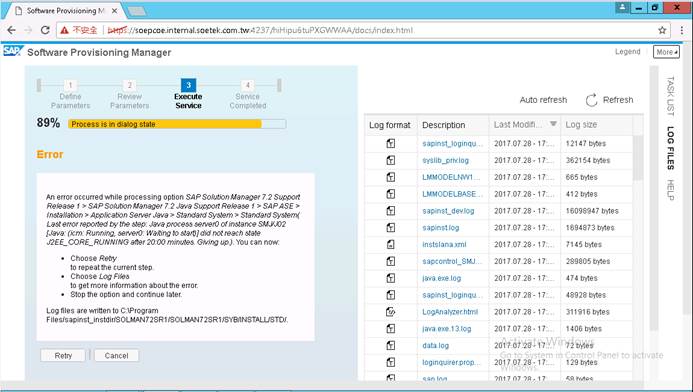 Software Provisioning M
不安全
https://soepcoe.internal.soetek.com.tw:4237/hiHipu6tuPXGWWAA/docs/index.html
SAP Software Provisioning Manager
Legend
More
1
2
3
4
Define Parameters
Review Parameters
Execute Service
Service Completed
89%
Process is in dialog state
Error
An error occurred while processing option SAP Solution Manager 7.2 Support
Release 1 > SAP Solution Manager 7.2 Java Support Release 1 > SAP ASE >
Installation > Application Server Java > Standard System > Standard System(
Last error reported by the step: Java process server0 of instance SMJ/J02
[Java: (icm: Running, server0: Waiting to start)] did not reach state
J2EE_CORE_RUNNING after 20:00 minutes. Giving up.). You can now:
Choose Retry
to repeat the current step.
Choose Log Files
to get more information about the error.
Stop the option and continue later.
Log files are written to C:\Program
Files/sapinst_instdir/SOLMAN72SR1/SOLMAN72SR1/SYB/INSTALL/STD/.
Retry
Cancel
Auto refresh
Refresh
Log format Description Last Modifi... Log size
sapinst_loginqu... 2017.07.28 - 17:... 12147 bytes
syslib_priv.log 2017.07.28 - 17:... 362154 bytes
LMMODELNW1... 2017.07.28 - 17:... 665 bytes
LMMODELBASE... 2017.07.28 - 17:... 412 bytes
sapinst_dev.log 2017.07.28 - 17:... 16098947 bytes
sapinst.log 2017.07.28 - 17:... 1694873 bytes
instslana.xml 2017.07.28 - 17:... 7145 bytes
sapcontrol_SMJ... 2017.07.28 - 17:... 289805 bytes
java.exe.log 2017.07.28 - 17:... 474 bytes
sapinst_loginqu... 2017.07.28 - 17:... 48928 bytes
LogAnalyzer.html 2017.07.28 - 17:... 311916 bytes
java.exe.13.log 2017.07.28 - 17:... 1406 bytes
data.log 2017.07.28 - 17:... 72 bytes
loginquirer.prop... 2017.07.28 - 17:... 129 bytes
sap.log 2017.07.28 - 17:... 58 bytes
Activate Windows
Go to System in Control Panel to activate
Windows.
TASK LIST
LOG FILES
HELP